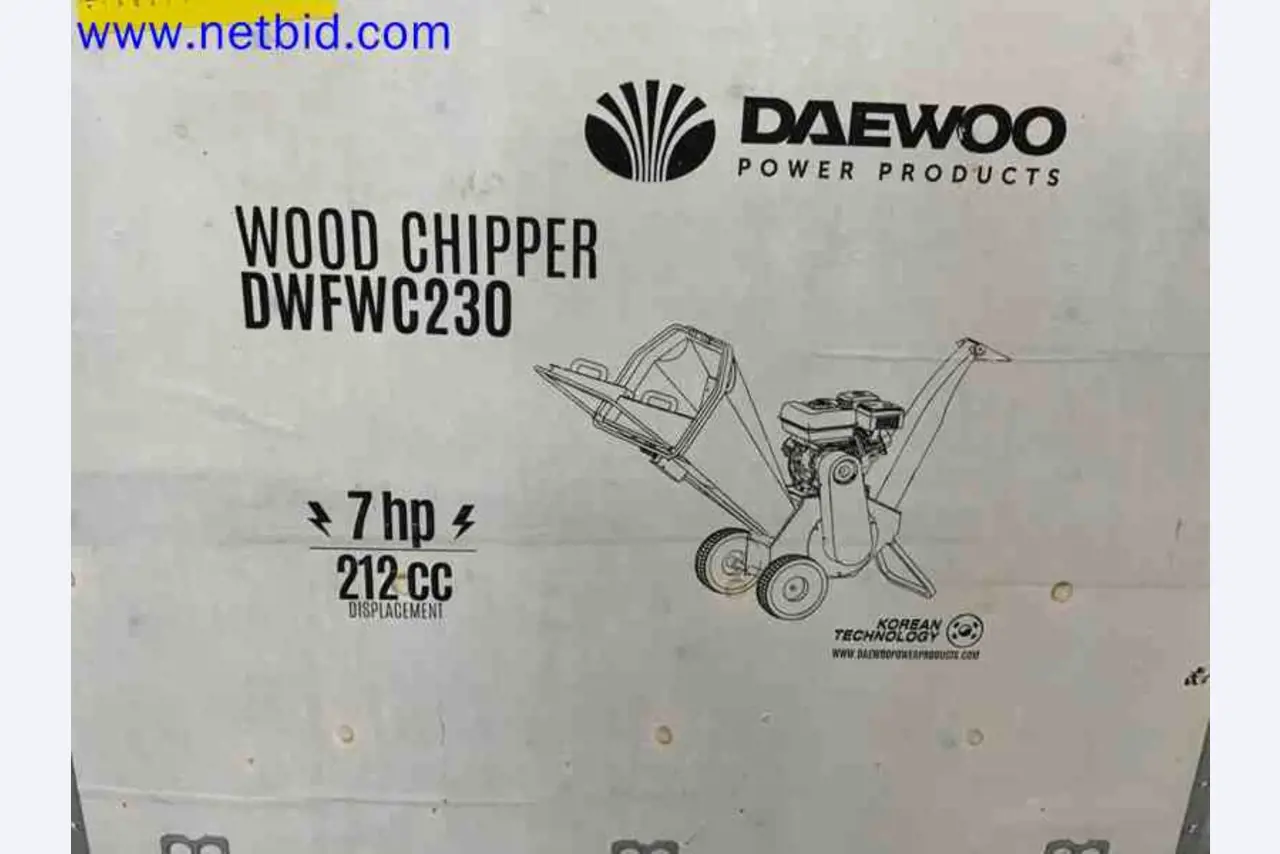 www.netbid.com
DAEWOO
POWER PRODUCTS
WOOD CHIPPER
DWFWC230
7 hp
212 CC
DISPLACEMENT
KOREAN
TECHNOLOGY
WWW.DAEWOOPOWERPRODUCTS.COM